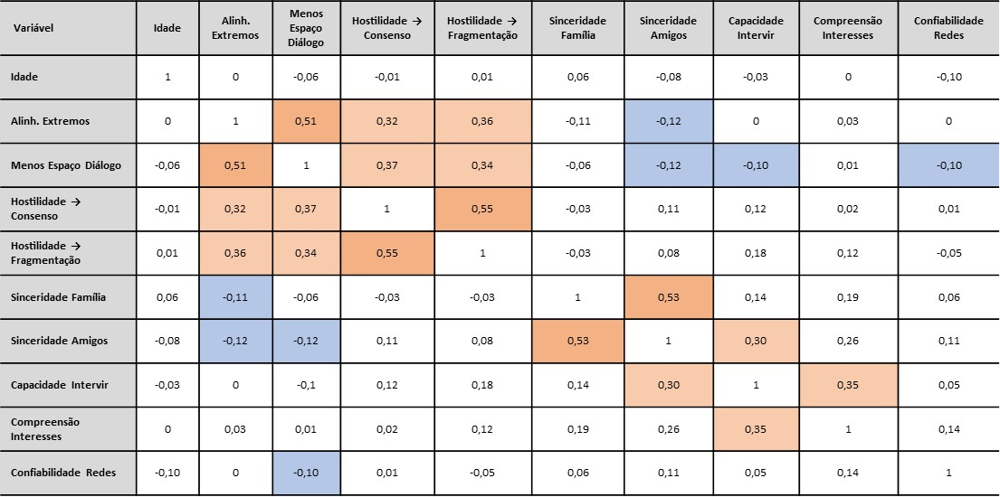 Variável Idade Alinh. Extremos Menos Espaço Diálogo Hostilidade → Consenso Hostilidade → Fragmentação Sinceridade Família Sinceridade Amigos Capacidade Intervir Compreensão Interesses Confiabilidade Redes
Idade 1 0 -0,06 -0,01 0,01 0,06 -0,08 -0,03 0 -0,10
Alinh. Extremos 0 1 0,51 0,32 0,36 -0,11 -0,12 0 0,03 0
Menos Espaço Diálogo -0,06 0,51 1 0,37 0,34 -0,06 -0,12 -0,10 0,01 -0,10
Hostilidade → Consenso -0,01 0,32 0,37 1 0,55 -0,03 0,11 0,12 0,02 0,01
Hostilidade → Fragmentação 0,01 0,36 0,34 0,55 1 -0,03 0,08 0,18 0,12 -0,05
Sinceridade Família 0,06 -0,11 -0,06 -0,03 -0,03 1 0,53 0,14 0,19 0,06
Sinceridade Amigos -0,08 -0,12 -0,12 0,11 0,08 0,53 1 0,30 0,26 0,11
Capacidade Intervir -0,03 0 -0,1 0,12 0,18 0,14 0,30 1 0,35 0,05
Compreensão Interesses 0 0,03 0,01 0,02 0,12 0,19 0,26 0,35 1 0,14
Confiabilidade Redes -0,10 0 -0,10 0,01 -0,05 0,06 0,11 0,05 0,14 1